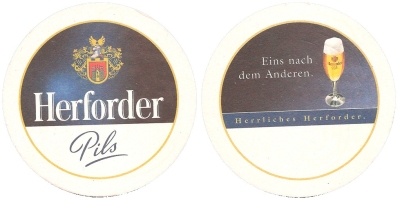 Herforder
Pils
Eins nach
dem Anderen.
Herrliches Herforder.